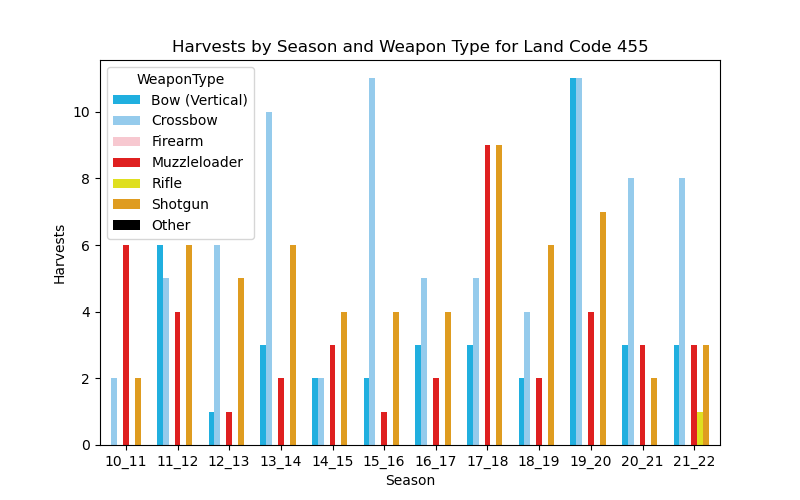 Harvests by Season and Weapon Type for Land Code 455
WeaponType
Bow (Vertical)
Crossbow
Firearm
Muzzleloader
Rifle
Shotgun
Other
10
8
6
4
2
0
Harvests
10_11 11_12 12_13 13_14 14_15 15_16 16_17 17_18 18_19 19_20 20_21 21_22
Season